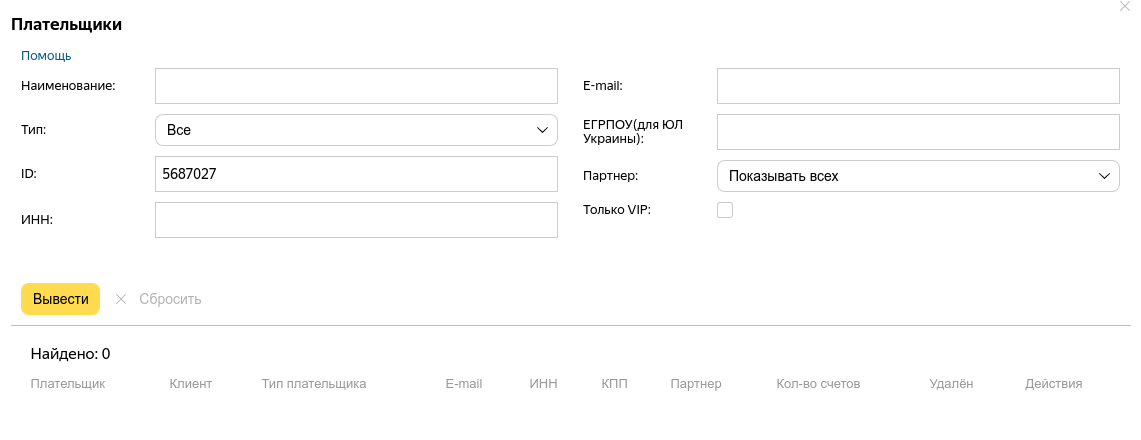 Плательщики
Помощь
Наименование:
Тип:
Все
ID:
5687027
ИНН:
E-mail:
ЕГРПОУ(для ЮЛ
Украины):
Партнер:
Показывать всех
Только VIP:
Вывести
Сбросить
Найдено: 0
Плательщик Клиент Тип плательщика E-mail ИНН КПП Партнер Кол-во счетов Удалён Действия